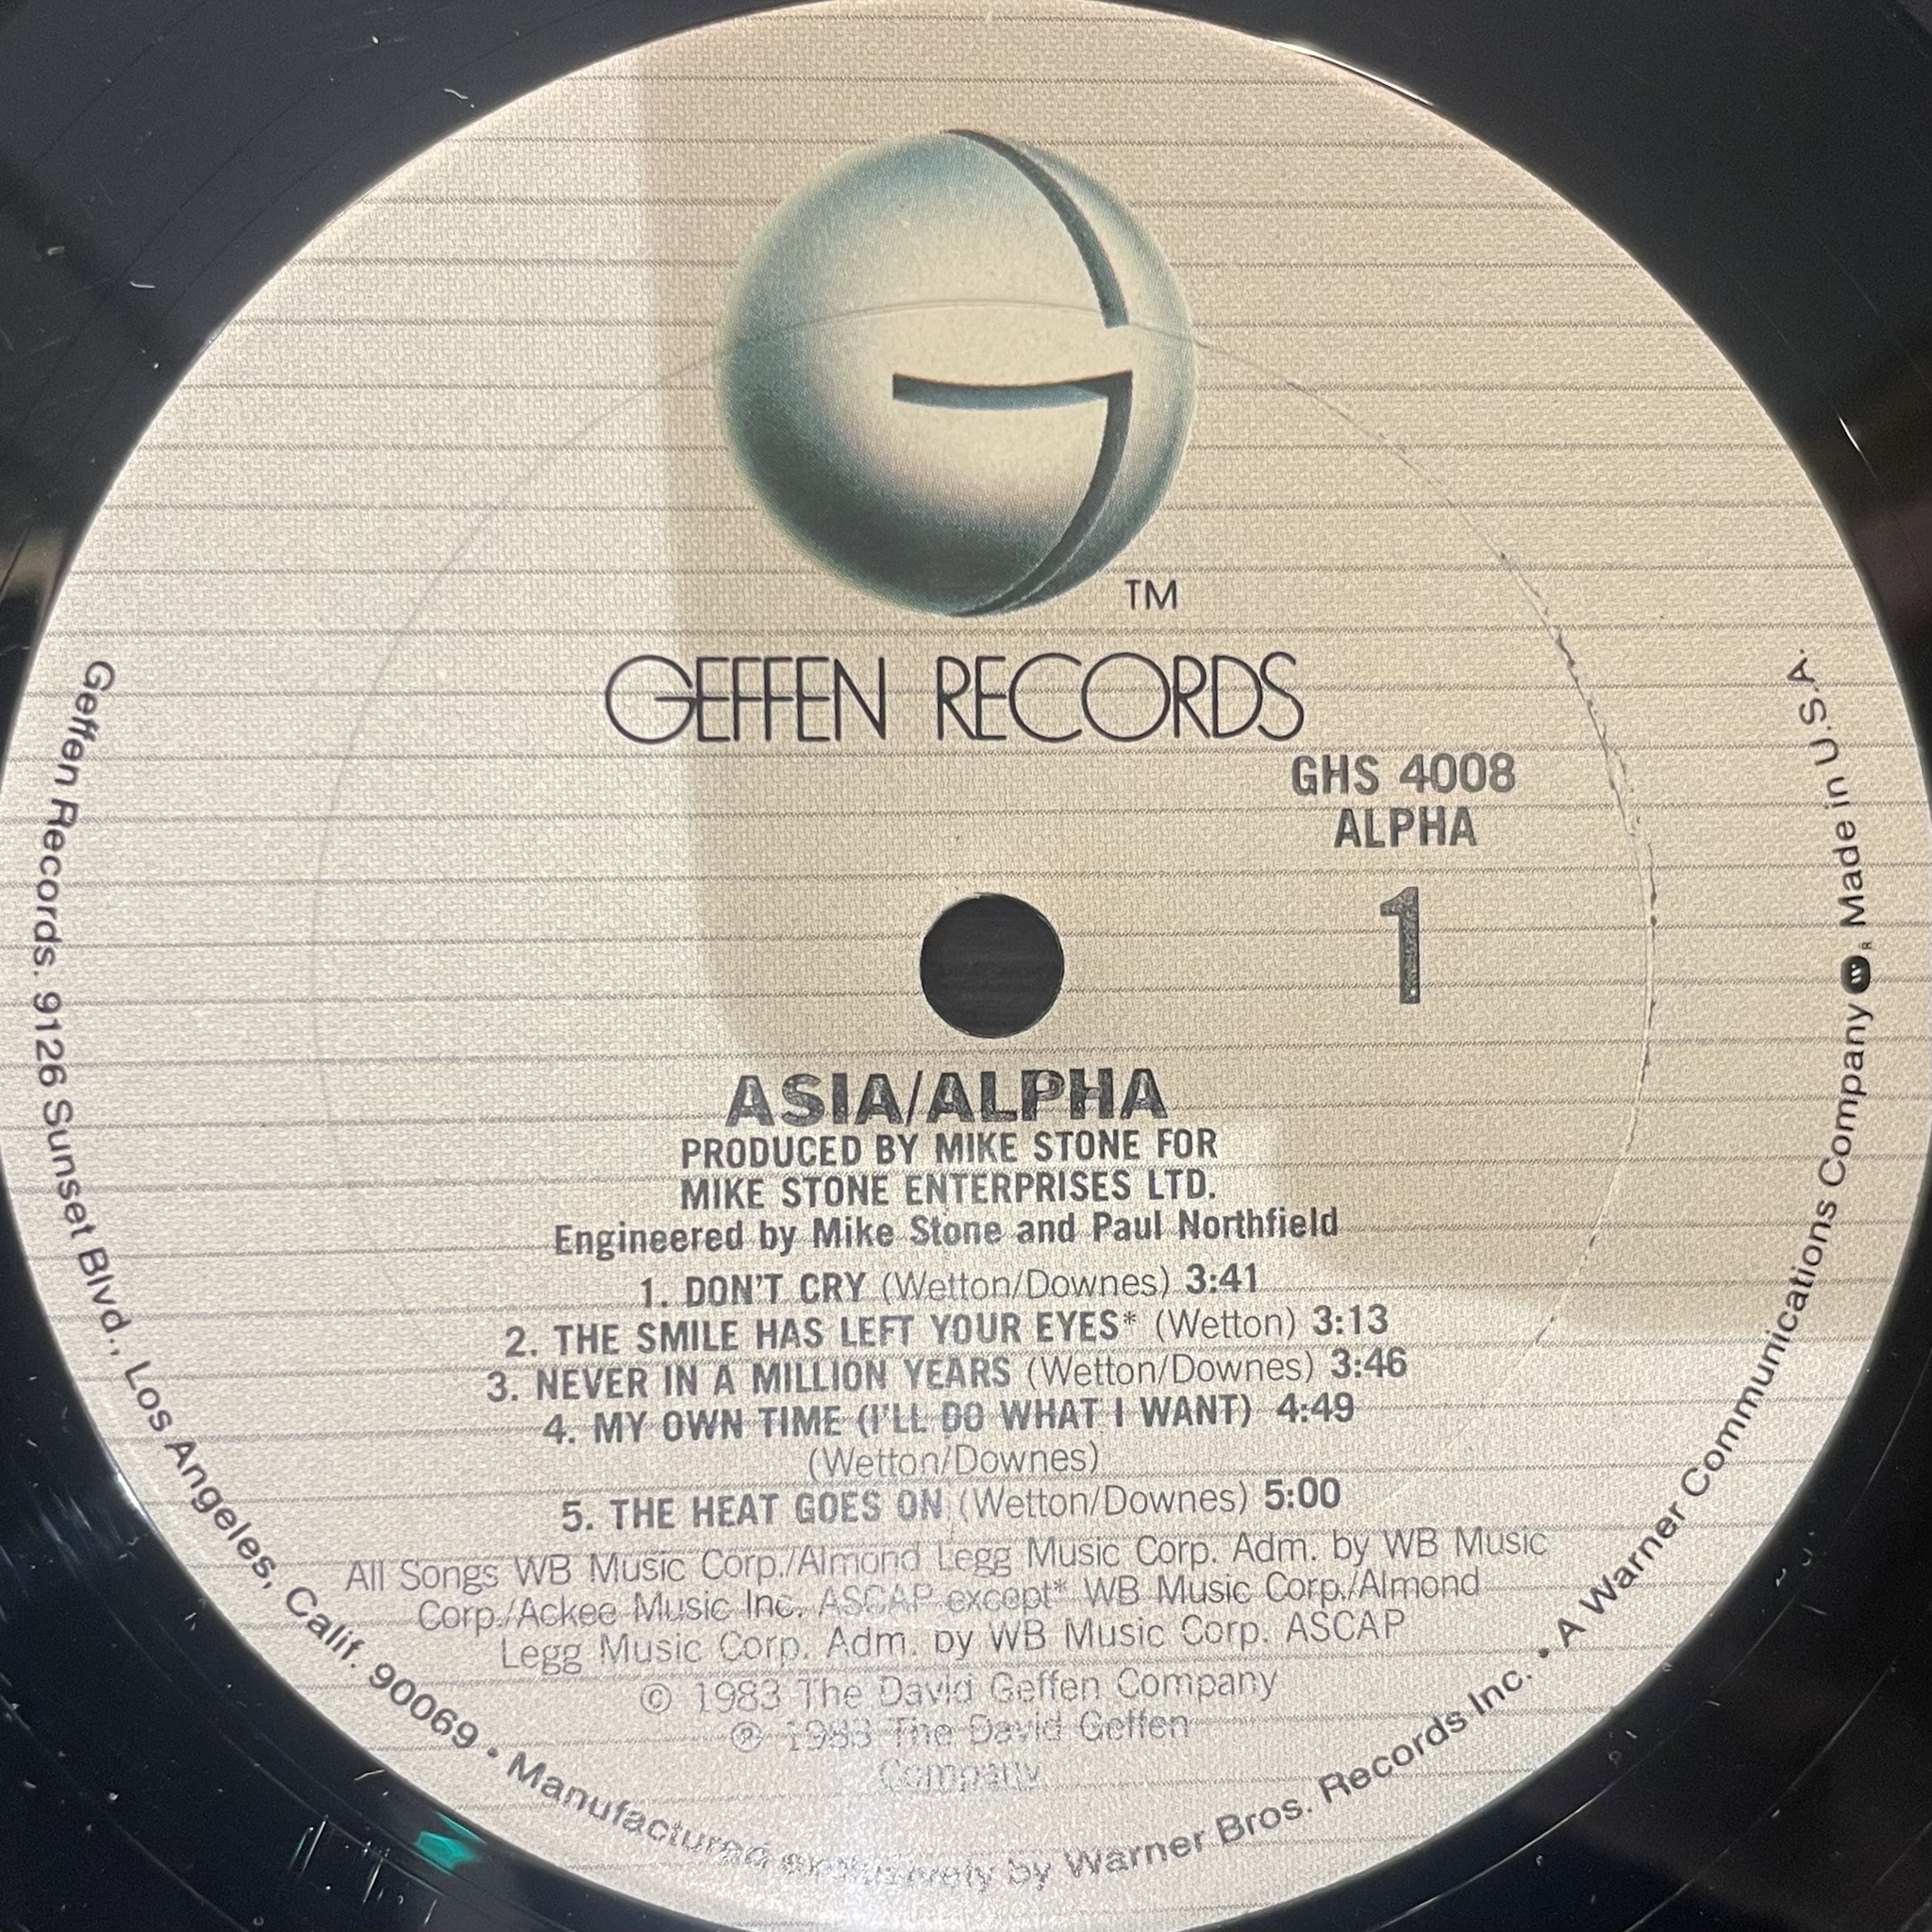 TM
GEFFEN RECORDS
GHS 4008
ALPHA
1
ASIA/ALPHA
PRODUCED BY MIKE STONE FOR
MIKE STONE ENTERPRISES LTD.
Engineered by Mike Stone and Paul Northfield
1. DON'T CRY (Wetton/Downes) 3:41
2. THE SMILE HAS LEFT YOUR EYES* (Wetton) 3:13
3. NEVER IN A MILLION YEARS (Wetton/Downes) 3:46
4. MY OWN TIME (I'LL DO WHAT I WANT) 4:49
(Wetton/Downes)
5. THE HEAT GOES ON (Wetton/Downes) 5:00
All Songs WB Music Corp./Almond Legg Music Corp. Adm. by WB Music
Corp./Ackee Music Inc. ASCAP except* WB Music Corp./Almond
Legg Music Corp. Adm. by WB Music Corp. ASCAP
© 1983 The David Geffen Company
℗ 1983 The David Geffen
Company
Geffen Records. 9126 Sunset Blvd., Los Angeles, Calif. 90069 • Manufactured exclusively by Warner Bros. Records Inc. • A Warner Communications Company ®. Made in U.S.A.